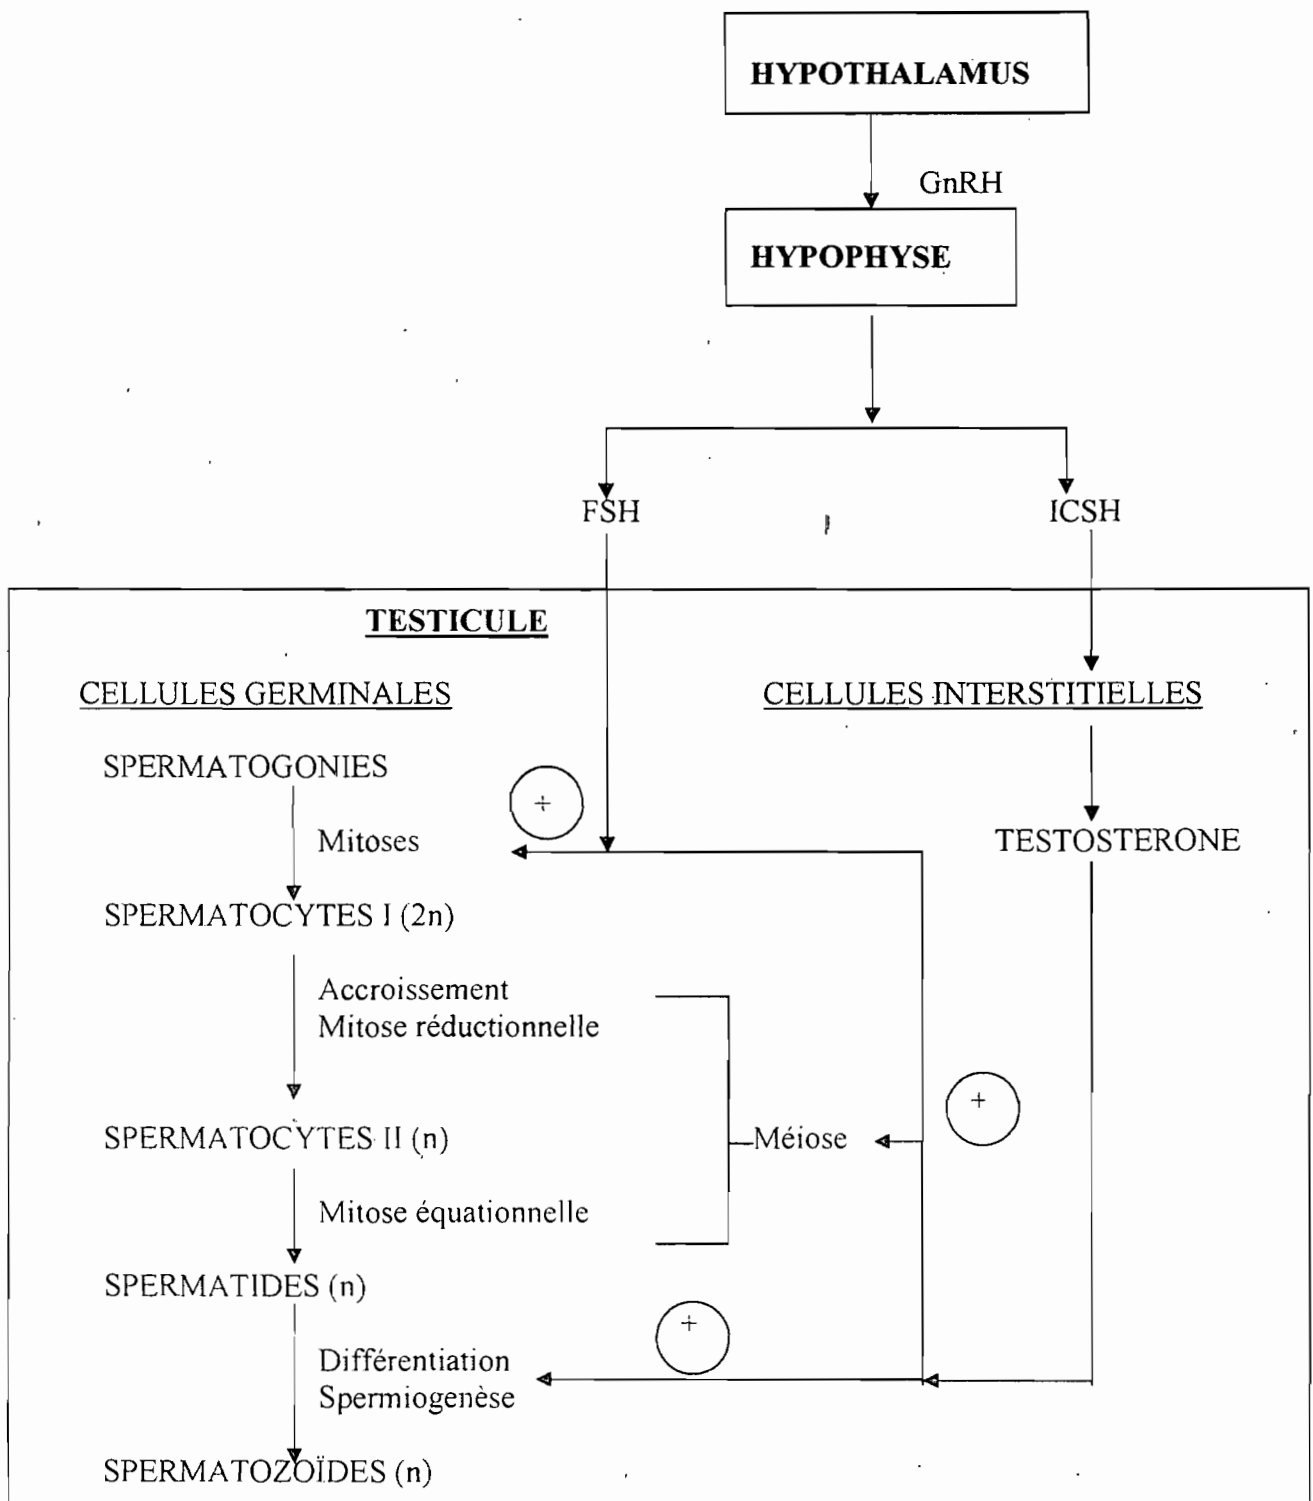 HYPOTHALAMUS
GnRH
HYPOPHYSE
FSH
ICSH
TESTICULE
CELLULES GERMINALES
CELLULES INTERSTITIELLES
SPERMATOGONIES
+
Mitoses
TESTOSTERONE
SPERMATOCYTES I (2n)
Accroissement
Mitose réductionnelle
+
SPERMATOCYTES II (n)
Méiose
Mitose équationnelle
SPERMATIDES (n)
+
Différentiation
Spermiogenèse
SPERMATOZOÏDES (n)